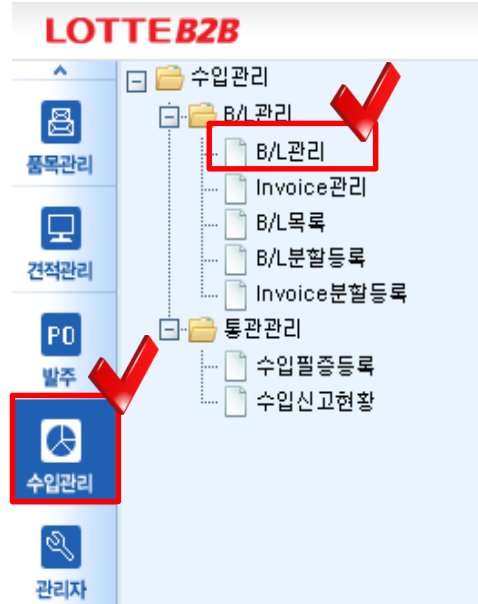 LOTTE B2B
품목관리
견적관리
PO
발주
수입관리
관리자
수입관리
B/L관리
B/L관리
Invoice관리
B/L목록
B/L분할등록
Invoice분할등록
통관관리
수입필증등록
수입신고현황